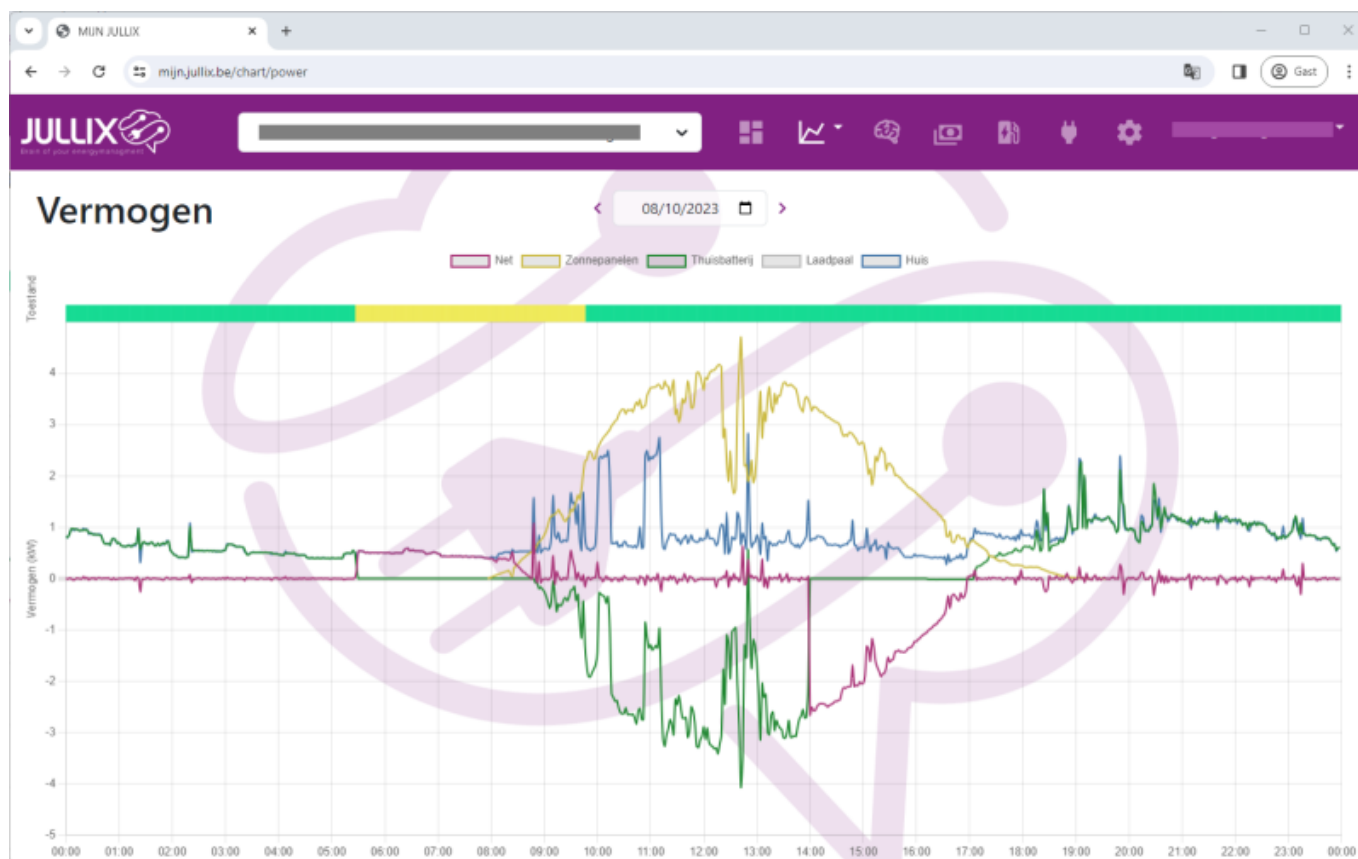 MIJN JULLIX
mijn.jullix.be/chart/power
Gast
JULLIX
Brain of your energymanagment
Vermogen
08/10/2023
Net Zonnepanelen Thuisbatterij Laadpaal Huis
Toestand
Vermogen (kW)
4
3
2
1
0
-1
-2
-3
-4
-5
00:00 01:00 02:00 03:00 04:00 05:00 06:00 07:00 08:00 09:00 10:00 11:00 12:00 13:00 14:00 15:00 16:00 17:00 18:00 19:00 20:00 21:00 22:00 23:00 00:00